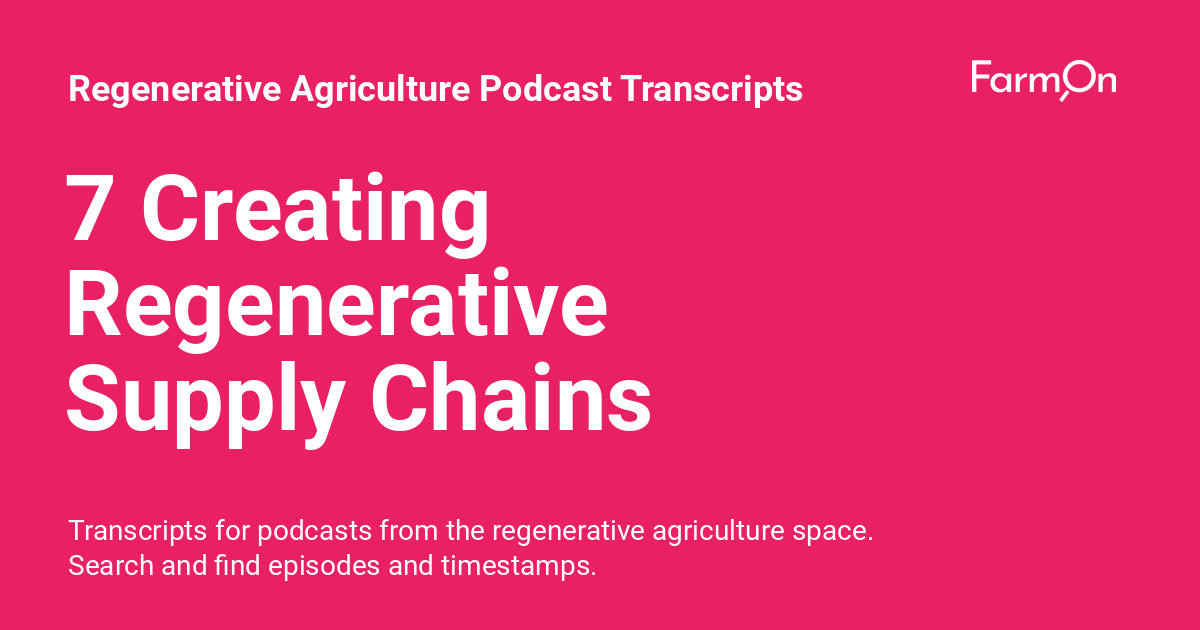 Regenerative Agriculture Podcast Transcripts
FarmOn
7 Creating
Regenerative
Supply Chains
Transcripts for podcasts from the regenerative agriculture space.
Search and find episodes and timestamps.